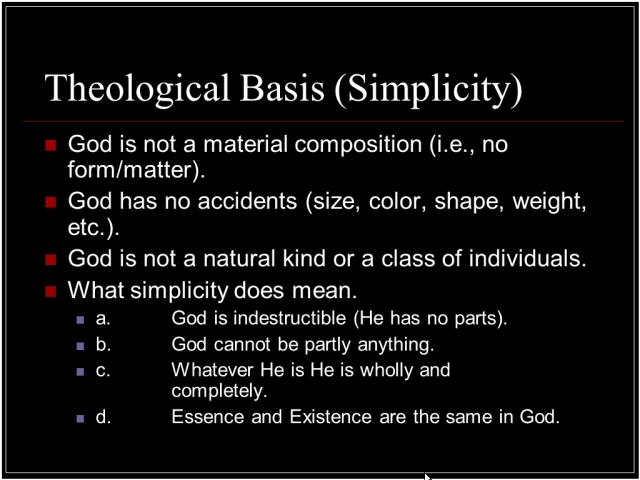 Theological Basis (Simplicity)
God is not a material composition (i.e., no
form/matter).
God has no accidents (size, color, shape, weight,
etc.).
God is not a natural kind or a class of individuals.
What simplicity does mean.
a. God is indestructible (He has no parts).
b. God cannot be partly anything.
c. Whatever He is He is wholly and
completely.
d. Essence and Existence are the same in God.